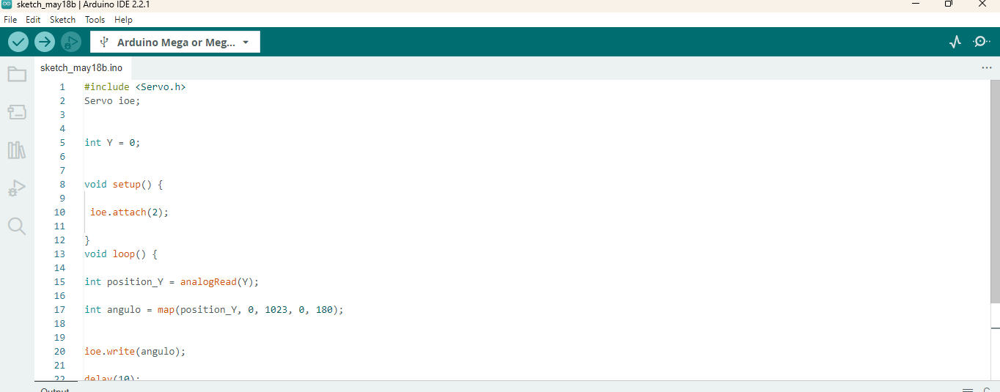 sketch_may18b | Arduino IDE 2.2.1
File Edit Sketch Tools Help
Arduino Mega or Meg...
sketch_may18b.ino
1 #include <Servo.h>
2 Servo ioe;
3
4
5 int Y = 0;
6
7
8 void setup() {
9
10 ioe.attach(2);
11
12 }
13 void loop() {
14
15 int position_Y = analogRead(Y);
16
17 int angulo = map(position_Y, 0, 1023, 0, 180);
18
19
20 ioe.write(angulo);
21
22 delay(10);
Output